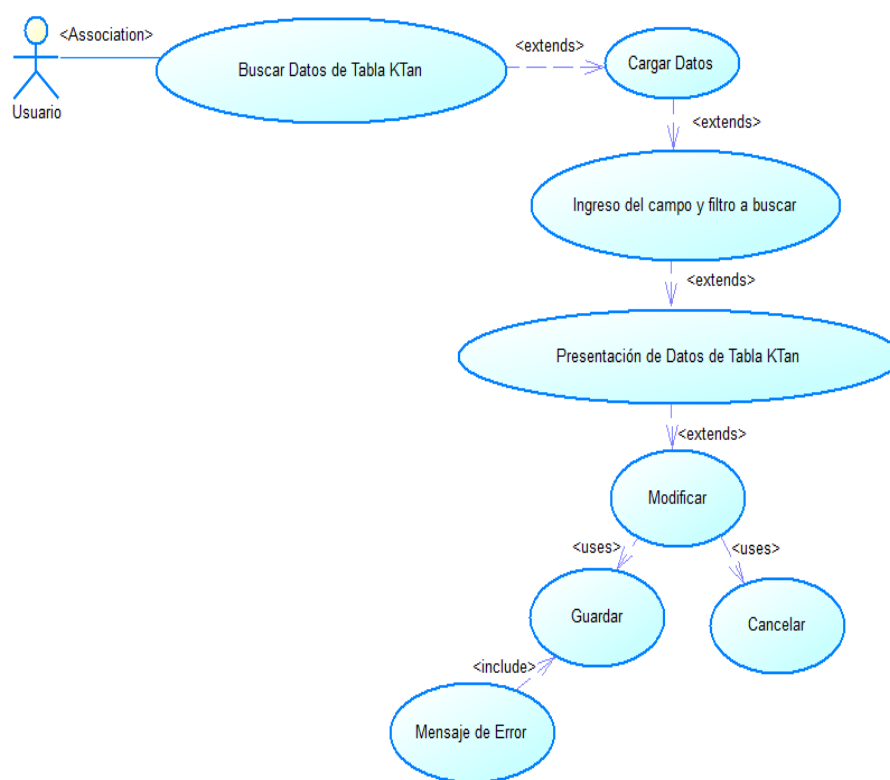 <Association>
Usuario
Buscar Datos de Tabla KTan
<extends>
Cargar Datos
<extends>
Ingreso del campo y filtro a buscar
<extends>
Presentación de Datos de Tabla KTan
<extends>
Modificar
<uses>
<uses>
Guardar
Cancelar
<include>
Mensaje de Error